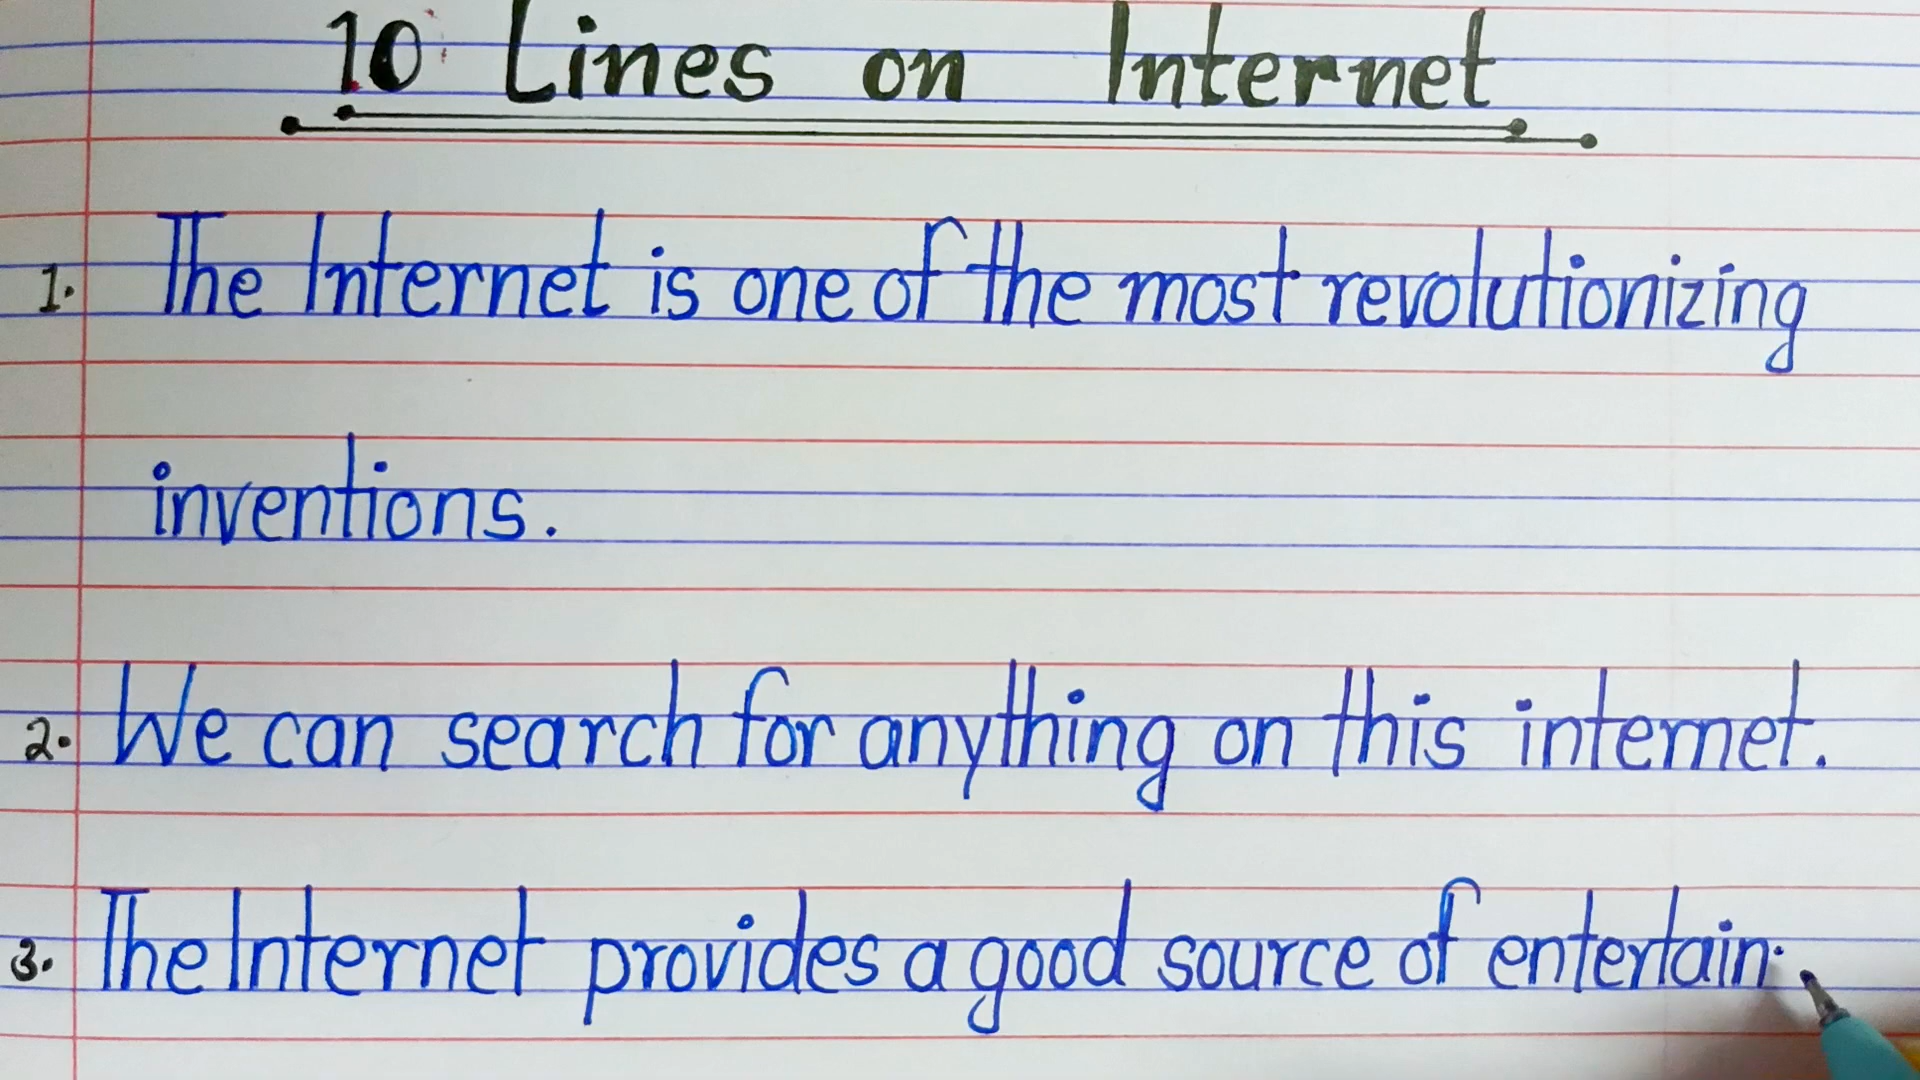 10 Lines on Internet
1. The Internet is one of the most revolutionizing
inventions.
2. We can search for anything on this internet.
3. The Internet provides a good source of entertain